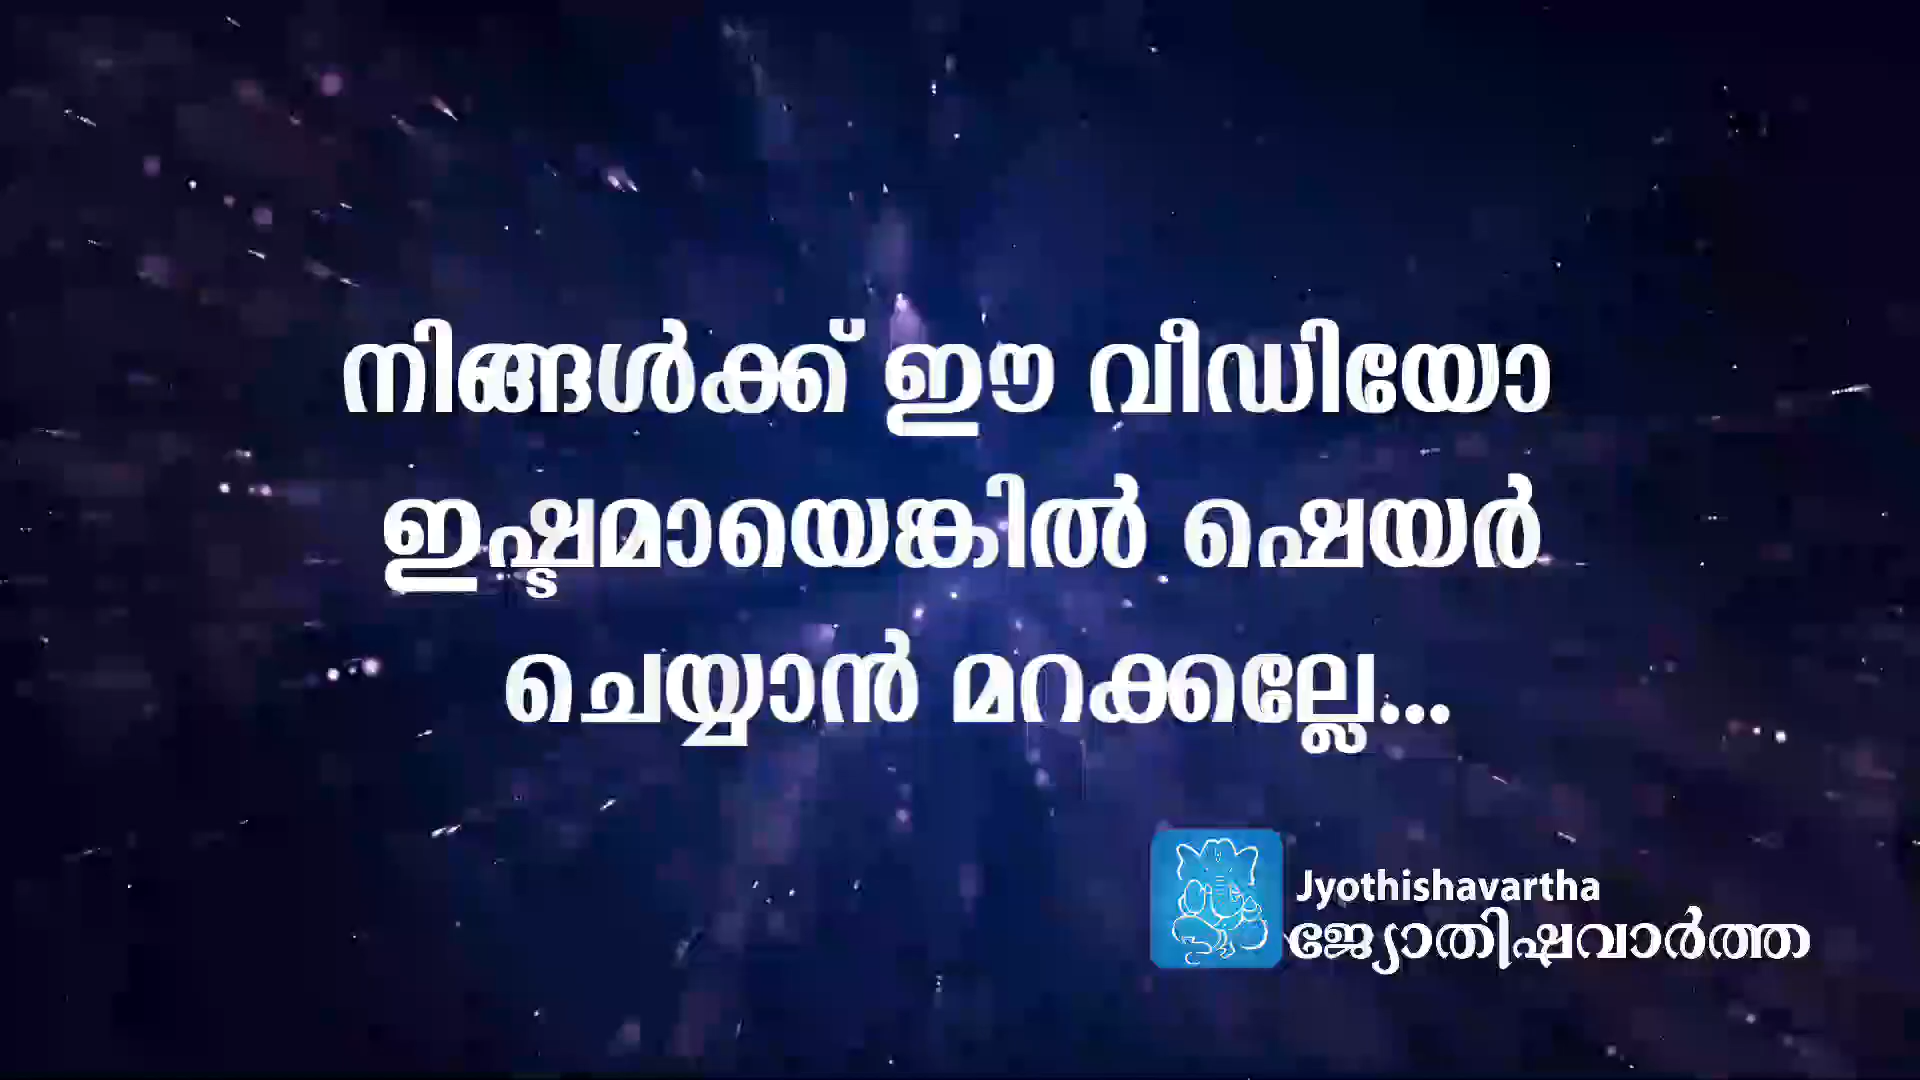 നിങ്ങൾക്ക് ഈ വീഡിയോ
ഇഷ്ടമായെങ്കിൽ ഷെയർ
ചെയ്യാൻ മറക്കല്ലേ...
Jyothishavartha
ജ്യോതിഷവാർത്ത